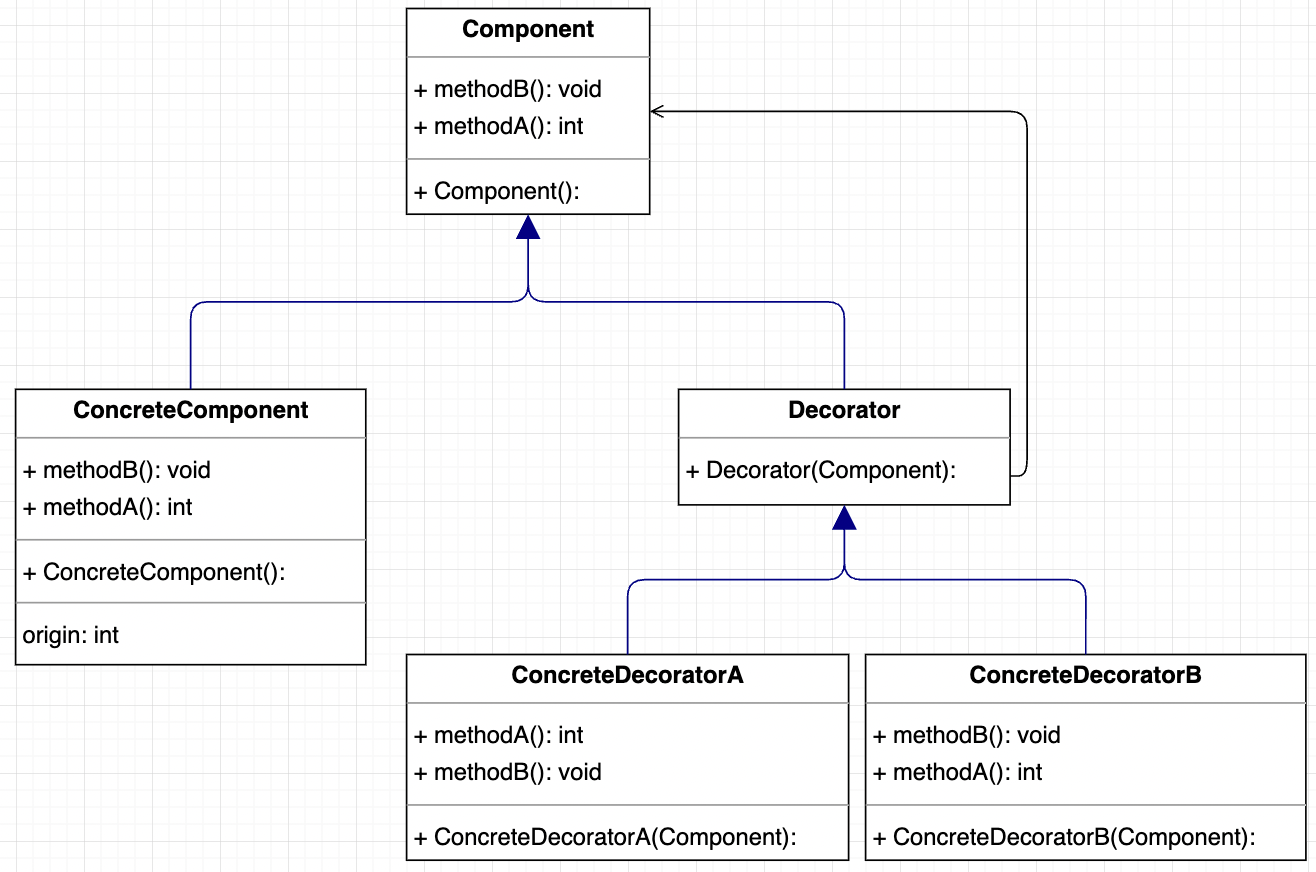 Component
+ methodB(): void
+ methodA(): int
+ Component():
ConcreteComponent
+ methodB(): void
+ methodA(): int
+ ConcreteComponent():
origin: int
Decorator
+ Decorator(Component):
ConcreteDecoratorA
+ methodA(): int
+ methodB(): void
+ ConcreteDecoratorA(Component):
ConcreteDecoratorB
+ methodB(): void
+ methodA(): int
+ ConcreteDecoratorB(Component):